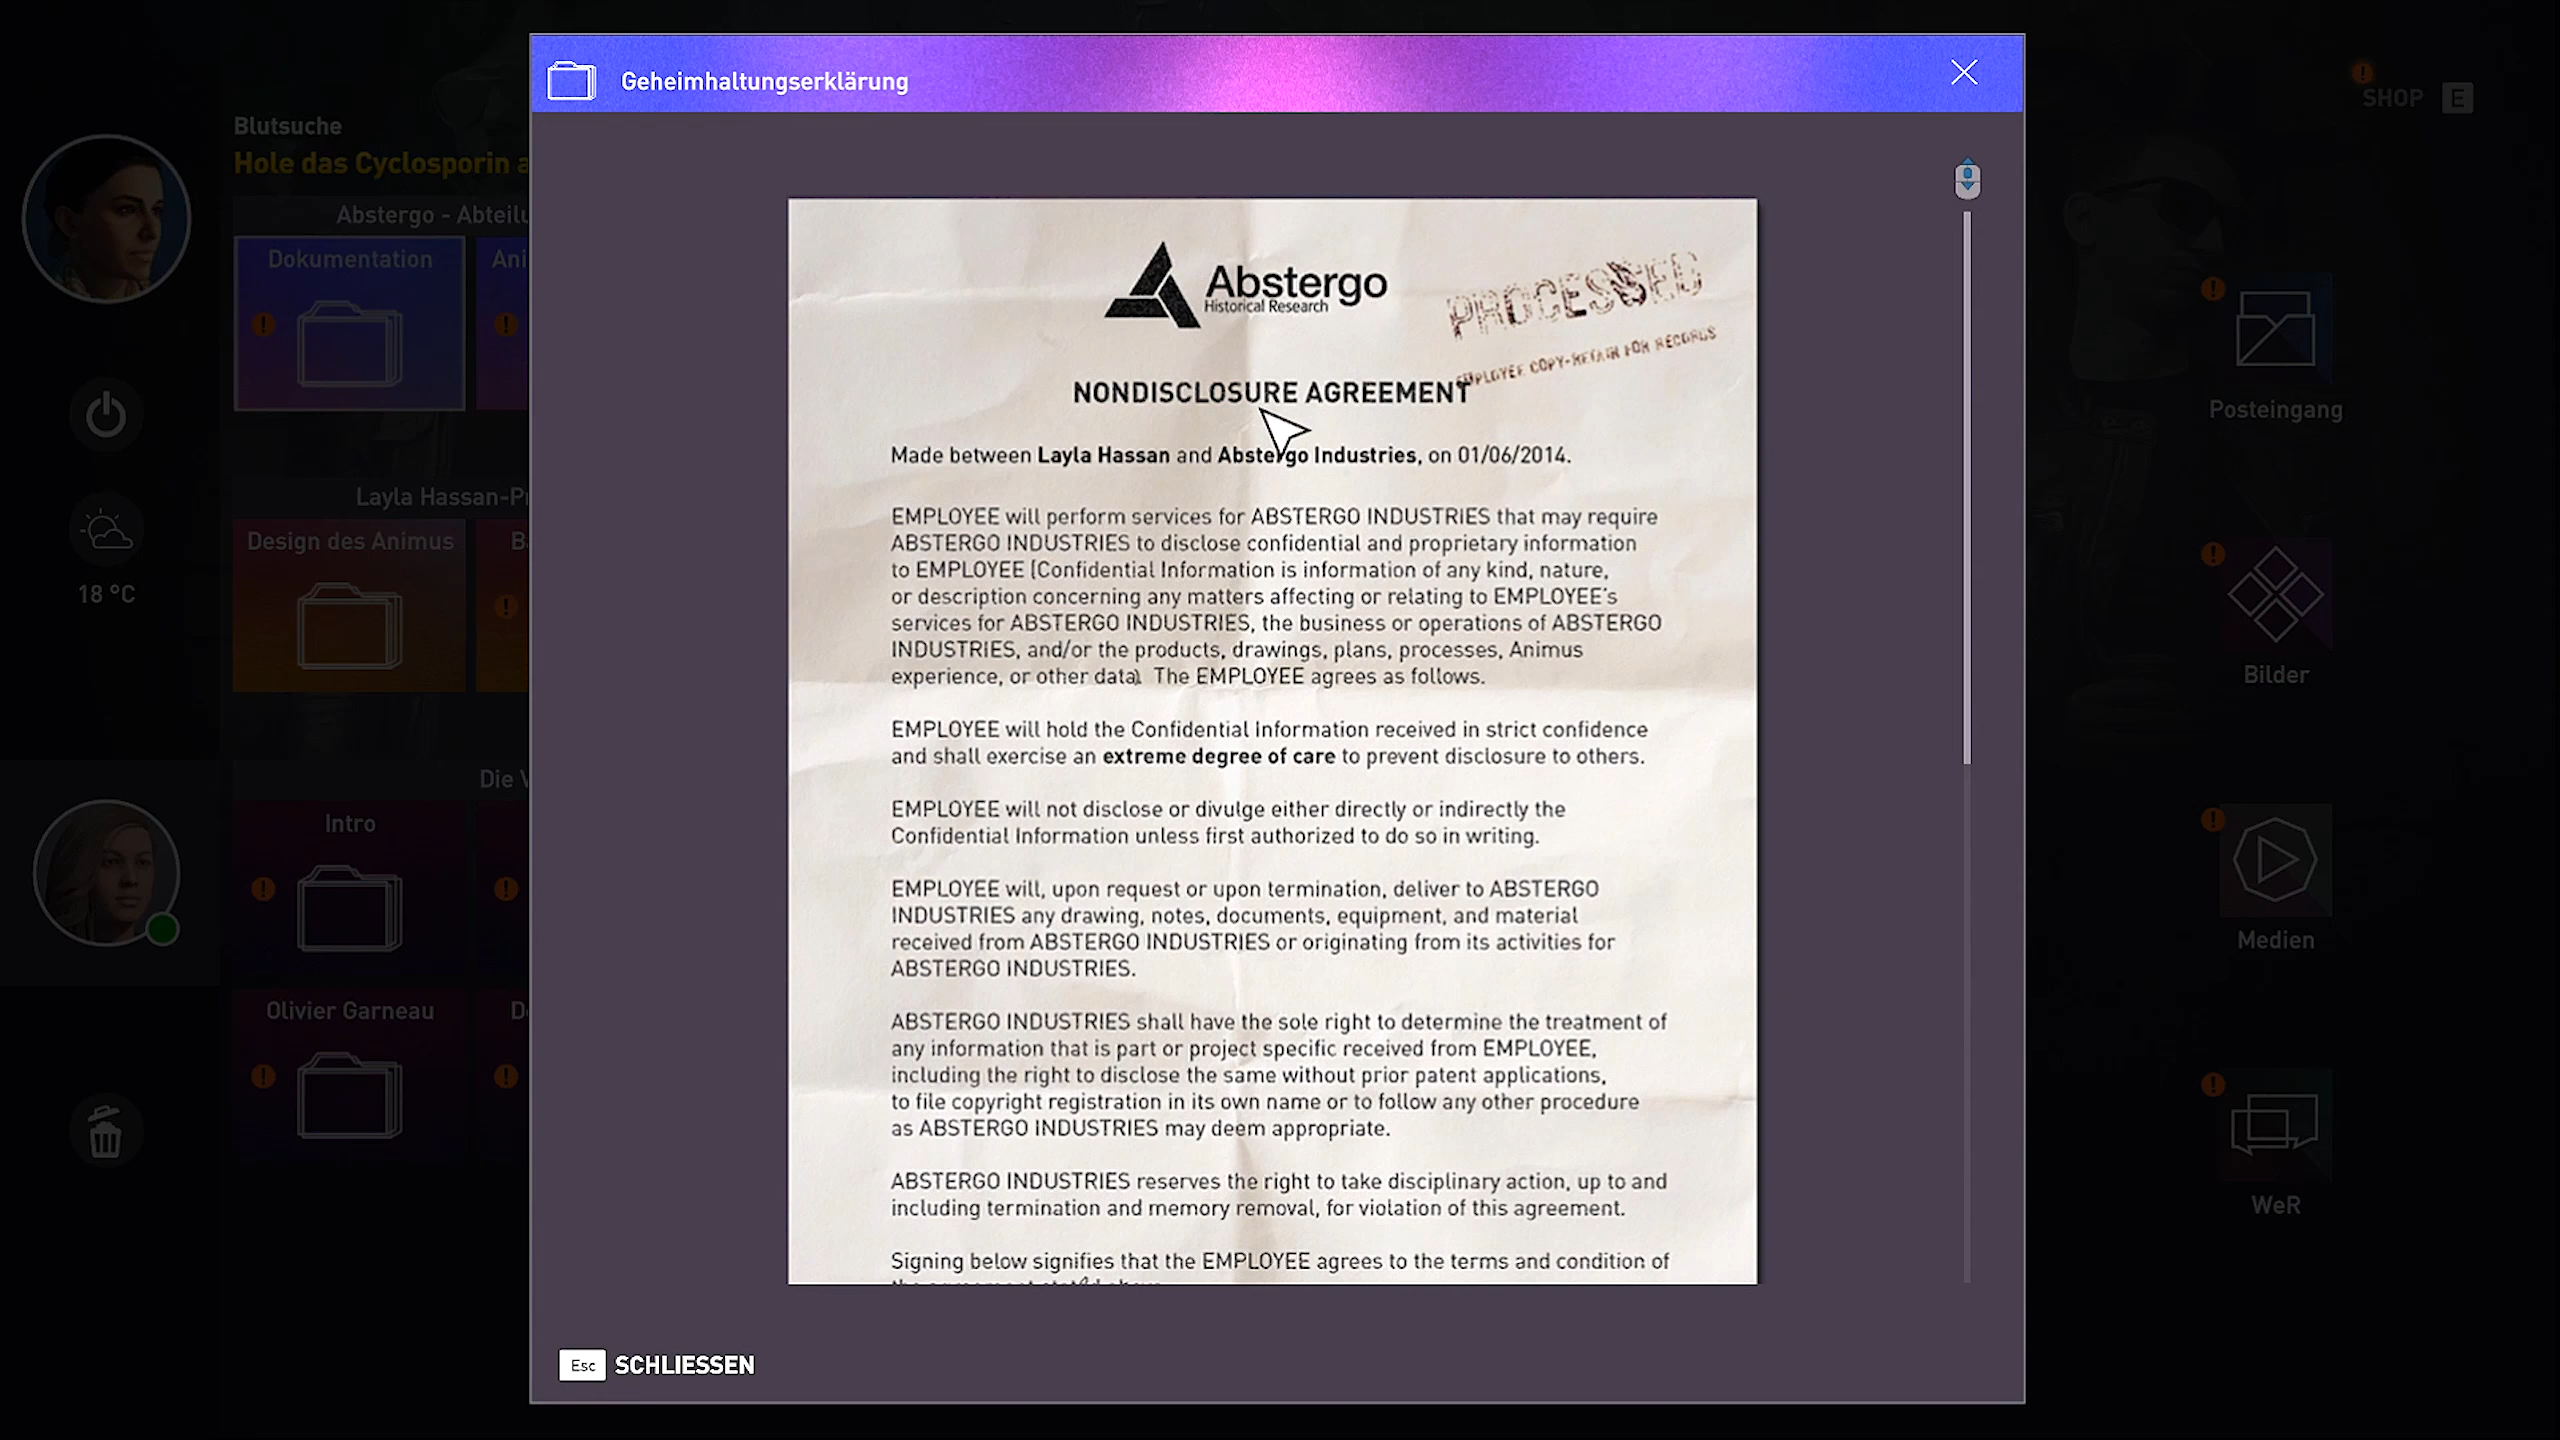 Geheimhaltungserklärung
SHOP E
Blutsuche
Hole das Cyclosporin
Abstergo - Abteilu
Dokumentation
Ani
Layla Hassan-Pr
Design des Animus
B
18 °C
Die V
Intro
Olivier Garneau
D
Abstergo
Historical Research
PROCESSED
EMPLOYEE COPY-RETAIN FOR RECORDS
NONDISCLOSURE AGREEMENT
Made between Layla Hassan and Abstergo Industries, on 01/06/2014.
EMPLOYEE will perform services for ABSTERGO INDUSTRIES that may require
ABSTERGO INDUSTRIES to disclose confidential and proprietary information
to EMPLOYEE (Confidential Information is information of any kind, nature,
or description concerning any matters affecting or relating to EMPLOYEE's
services for ABSTERGO INDUSTRIES, the business or operations of ABSTERGO
INDUSTRIES, and/or the products, drawings, plans, processes, Animus
experience, or other data). The EMPLOYEE agrees as follows.
EMPLOYEE will hold the Confidential Information received in strict confidence
and shall exercise an extreme degree of care to prevent disclosure to others.
EMPLOYEE will not disclose or divulge either directly or indirectly the
Confidential Information unless first authorized to do so in writing.
EMPLOYEE will, upon request or upon termination, deliver to ABSTERGO
INDUSTRIES any drawing, notes, documents, equipment, and material
received from ABSTERGO INDUSTRIES or originating from its activities for
ABSTERGO INDUSTRIES.
ABSTERGO INDUSTRIES shall have the sole right to determine the treatment of
any information that is part or project specific received from EMPLOYEE,
including the right to disclose the same without prior patent applications,
to file copyright registration in its own name or to follow any other procedure
as ABSTERGO INDUSTRIES may deem appropriate.
ABSTERGO INDUSTRIES reserves the right to take disciplinary action, up to and
including termination and memory removal, for violation of this agreement.
Signing below signifies that the EMPLOYEE agrees to the terms and condition of
Posteingang
Bilder
Medien
WeR
Esc SCHLIESSEN